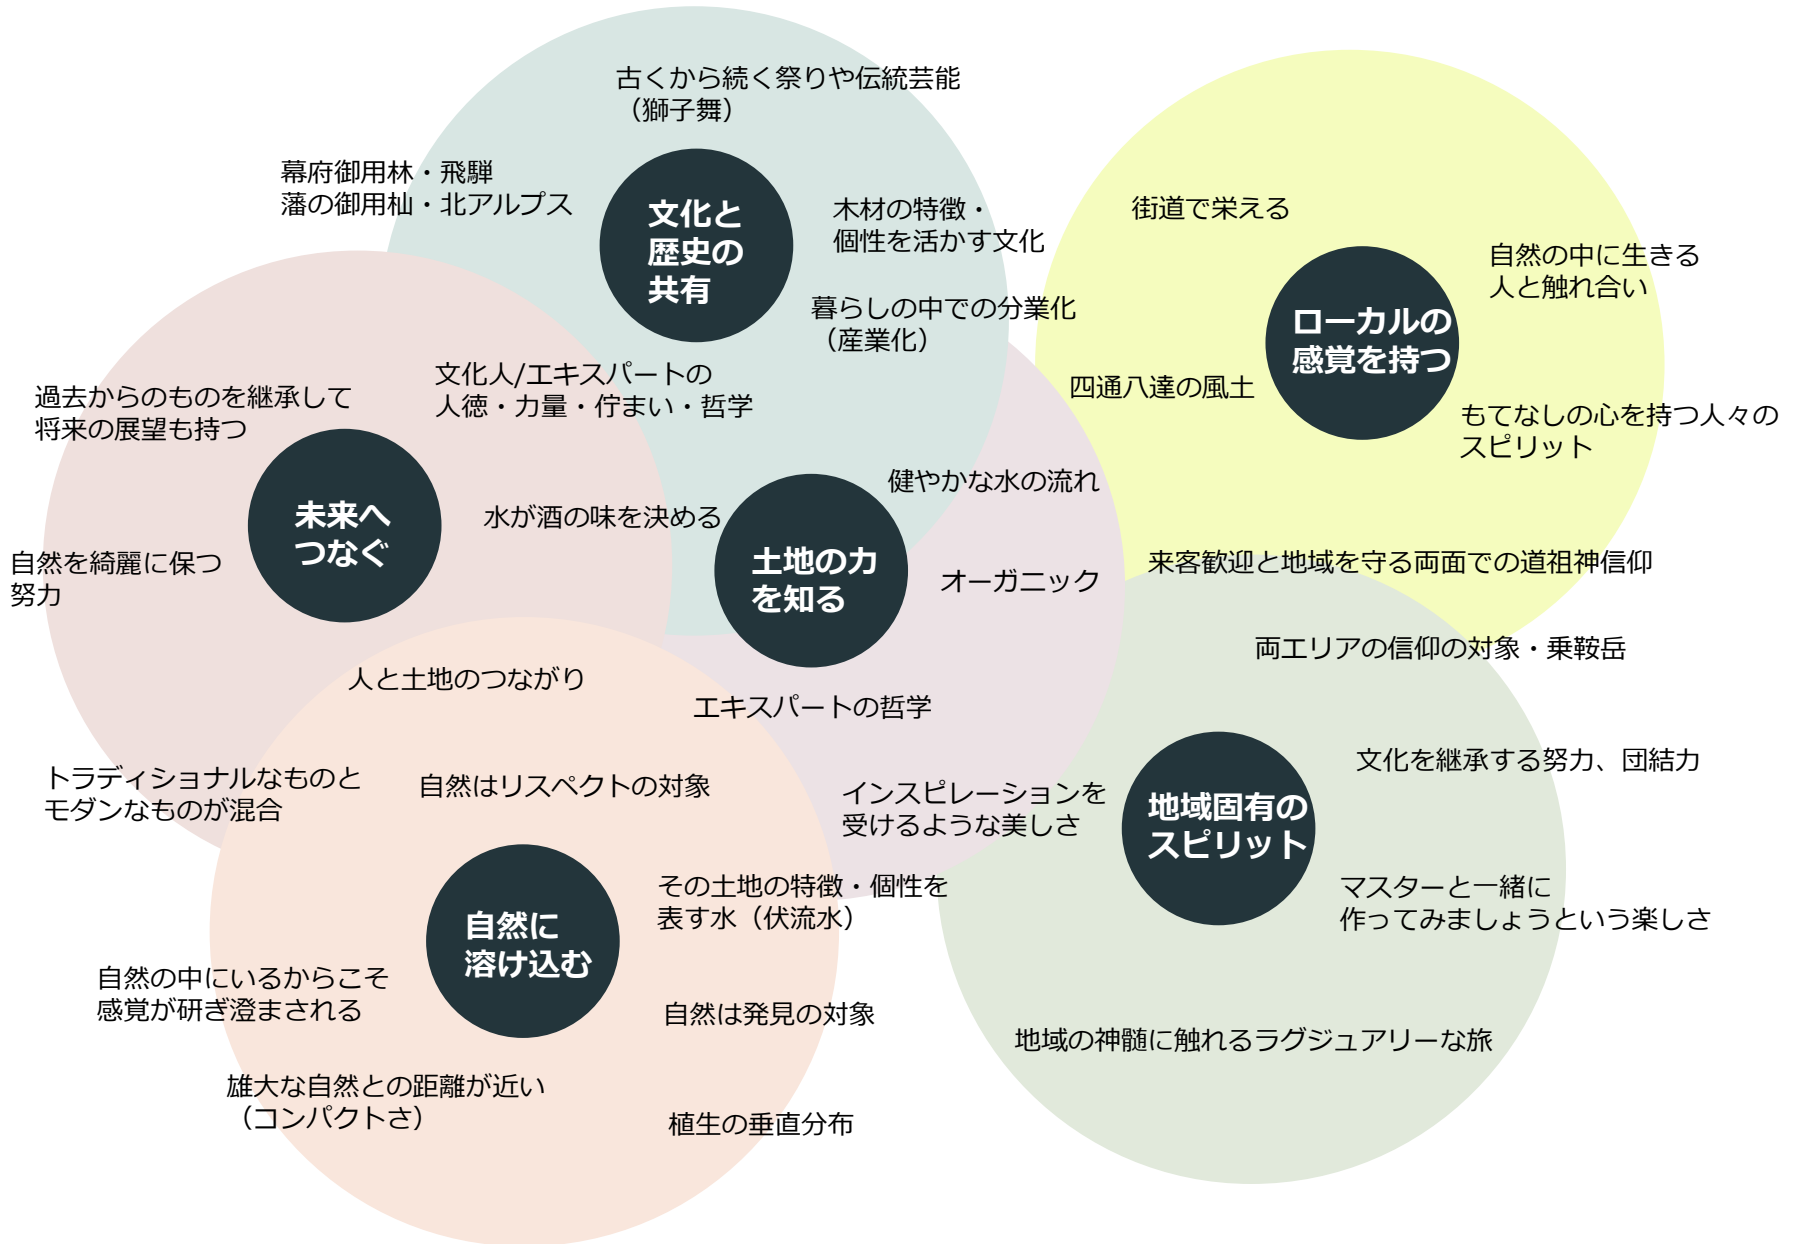 古くから続く祭りや伝統芸能
（獅子舞）
幕府御用林・飛騨
藩の御用杣・北アルプス
文化と
歴史の
共有
木材の特徴・
個性を活かす文化
暮らしの中での分業化
（産業化）
街道で栄える
自然の中に生きる
人と触れ合い
ローカルの
感覚を持つ
四通八達の風土
もてなしの心を持つ人々の
スピリット
過去からのものを継承して
将来の展望も持つ
文化人/エキスパートの
人徳・力量・佇まい・哲学
未来へ
つなぐ
水が酒の味を決める
健やかな水の流れ
自然を綺麗に保つ
努力
土地の力
を知る
オーガニック
来客歓迎と地域を守る両面での道祖神信仰
両エリアの信仰の対象・乗鞍岳
人と土地のつながり
エキスパートの哲学
トラディショナルなものと
モダンなものが混合
自然はリスペクトの対象
インスピレーションを
受けるような美しさ
文化を継承する努力、団結力
地域固有の
スピリット
その土地の特徴・個性を
表す水（伏流水）
マスターと一緒に
作ってみましょうという楽しさ
自然に
溶け込む
自然の中にいるからこそ
感覚が研ぎ澄まされる
自然は発見の対象
地域の神髄に触れるラグジュアリーな旅
雄大な自然との距離が近い
（コンパクトさ）
植生の垂直分布